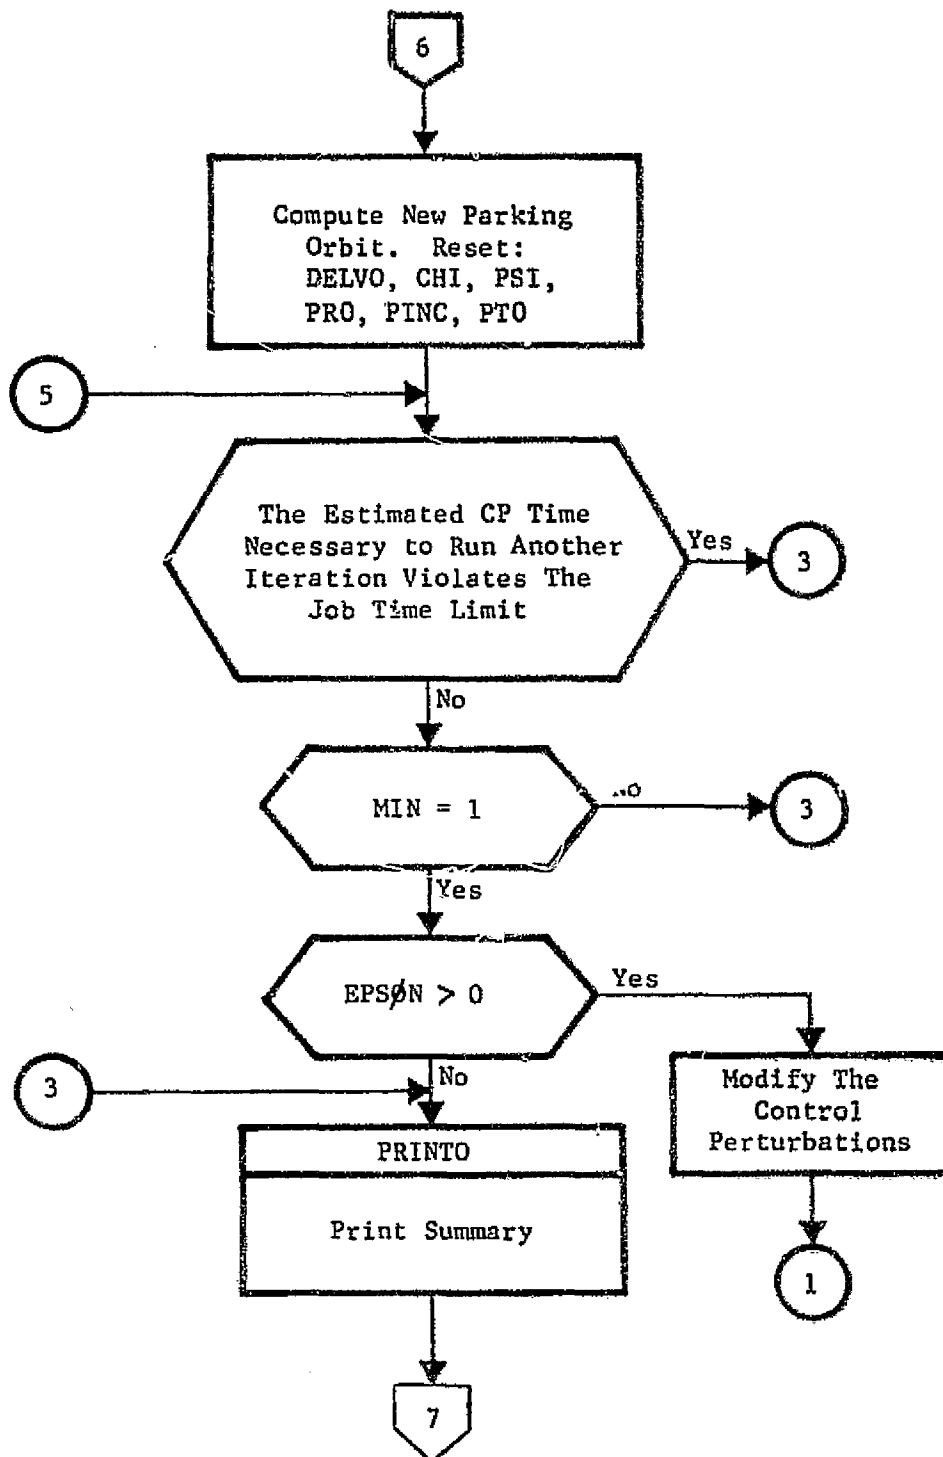 6
Compute New Parking
Orbit. Reset:
DELVO, CHI, PSI,
PRO, PINC, PTO
5
The Estimated CP Time
Necessary to Run Another
Iteration Violates The
Job Time Limit
Yes
3
No
MIN = 1
3
Yes
EPSØN > 0
Yes
No
3
Modify The
Control
Perturbations
PRINTO
Print Summary
1
7